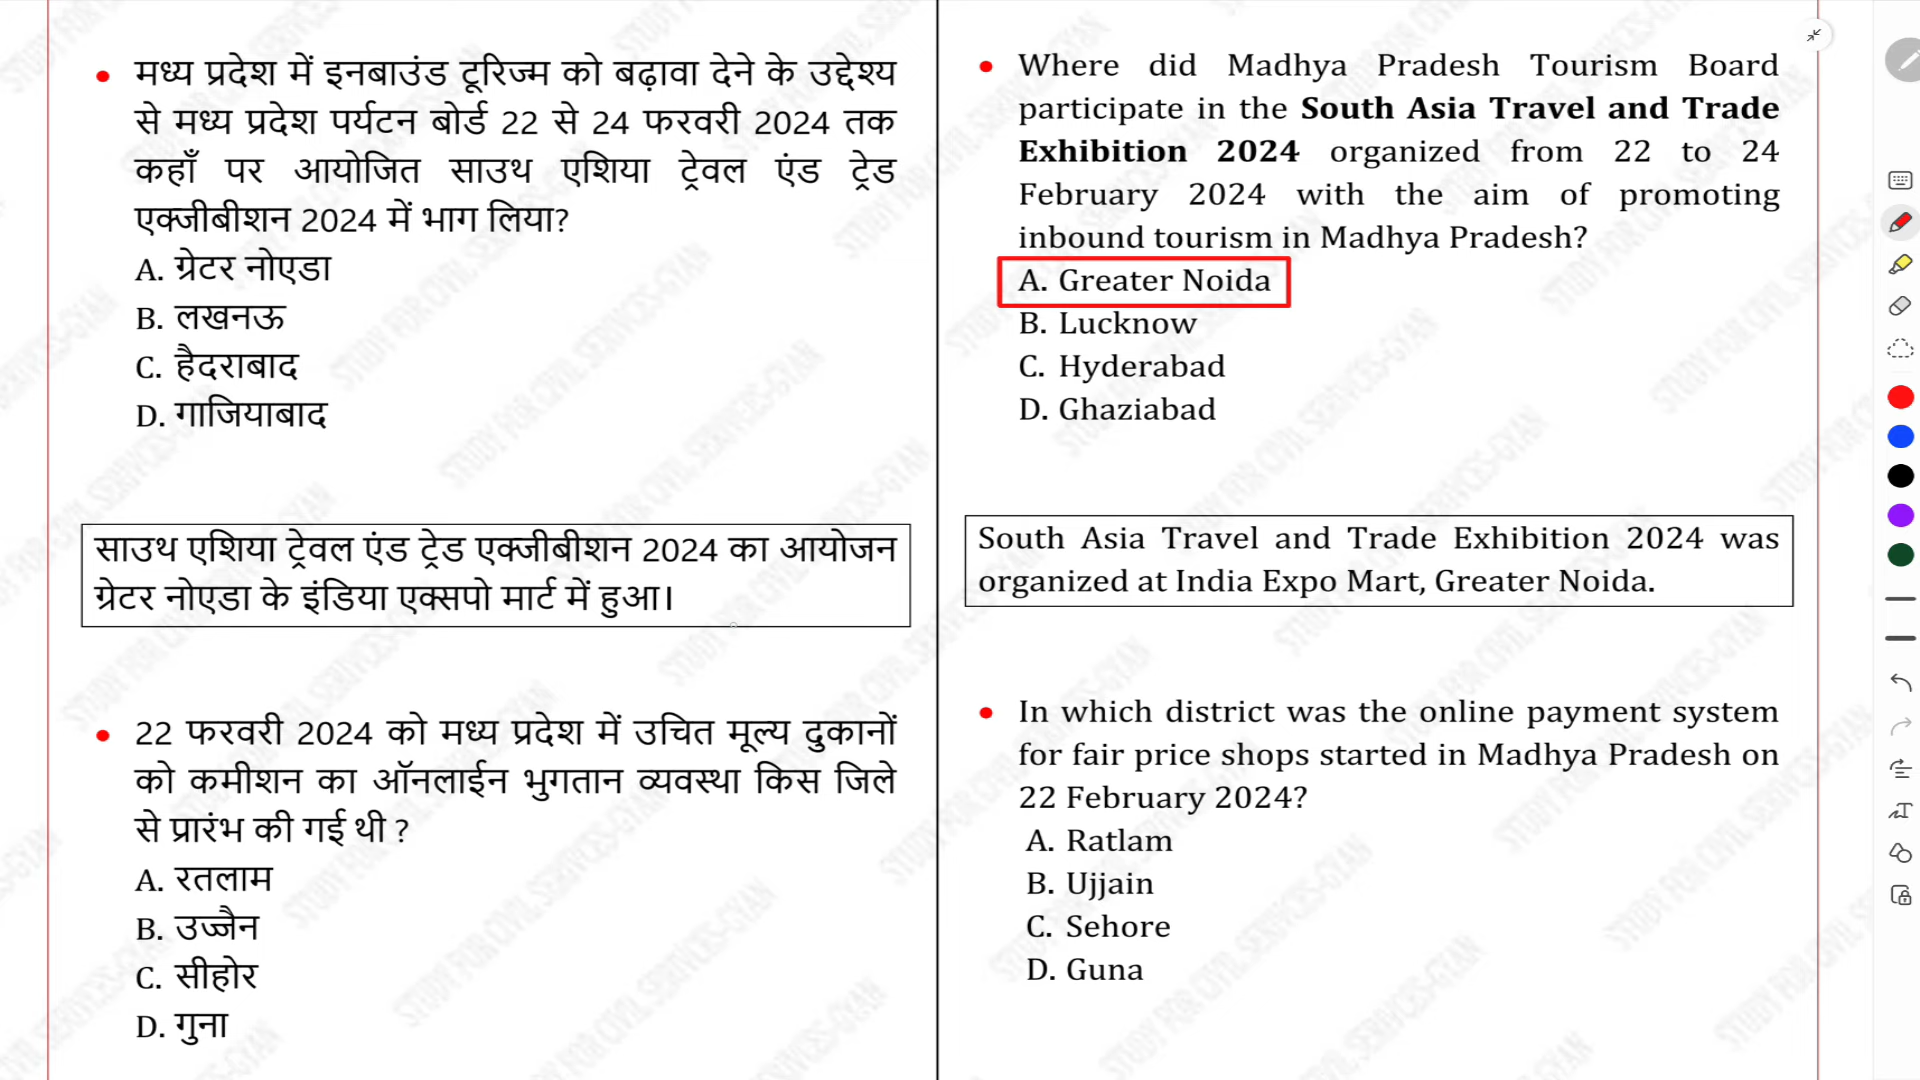 मध्य प्रदेश में इनबाउंड टूरिज्म को बढ़ावा देने के उद्देश्य
से मध्य प्रदेश पर्यटन बोर्ड 22 से 24 फरवरी 2024 तक
कहाँ पर आयोजित साउथ एशिया ट्रेवल एंड ट्रेड
एक्जीबीशन 2024 में भाग लिया?
A. ग्रेटर नोएडा
B. लखनऊ
C. हैदराबाद
D. गाजियाबाद
साउथ एशिया ट्रेवल एंड ट्रेड एक्जीबीशन 2024 का आयोजन
ग्रेटर नोएडा के इंडिया एक्सपो मार्ट में हुआ।
22 फरवरी 2024 को मध्य प्रदेश में उचित मूल्य दुकानों
को कमीशन का ऑनलाईन भुगतान व्यवस्था किस जिले
से प्रारंभ की गई थी ?
A. रतलाम
B. उज्जैन
C. सीहोर
D. गुना
Where did Madhya Pradesh Tourism Board
participate in the South Asia Travel and Trade
Exhibition 2024 organized from 22 to 24
February 2024 with the aim of promoting
inbound tourism in Madhya Pradesh?
A. Greater Noida
B. Lucknow
C. Hyderabad
D. Ghaziabad
South Asia Travel and Trade Exhibition 2024 was
organized at India Expo Mart, Greater Noida.
In which district was the online payment system
for fair price shops started in Madhya Pradesh on
22 February 2024?
A. Ratlam
B. Ujjain
C. Sehore
D. Guna
STUDY FOR CIVIL SERIVCES-GYAN